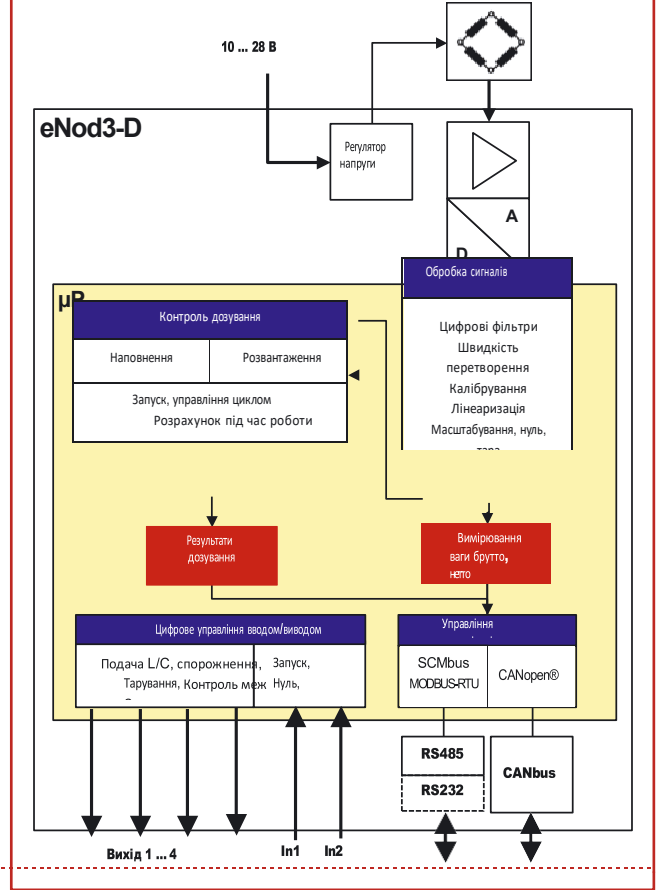 10 ... 28 В
eNod3-D
Регулятор
напруги
A
D
Обробка сигналів
µP
Контроль дозування
Наповнення
Розвантаження
Запуск, управління циклом
Розрахунок під час роботи
Цифрові фільтри
Швидкість
перетворення
Калібрування
Лінеаризація
Масштабування, нуль,
тара
Результати
дозування
Вимірювання
ваги брутто,
нетто
Цифрове управління вводом/виводом
Подача L/C, спорожнення,
Тарування, Контроль меж
Запуск,
Нуль,
Управління
SCMbus
MODBUS-RTU
CANopen®
RS485
RS232
CANbus
Вихід 1 ... 4
In1
In2